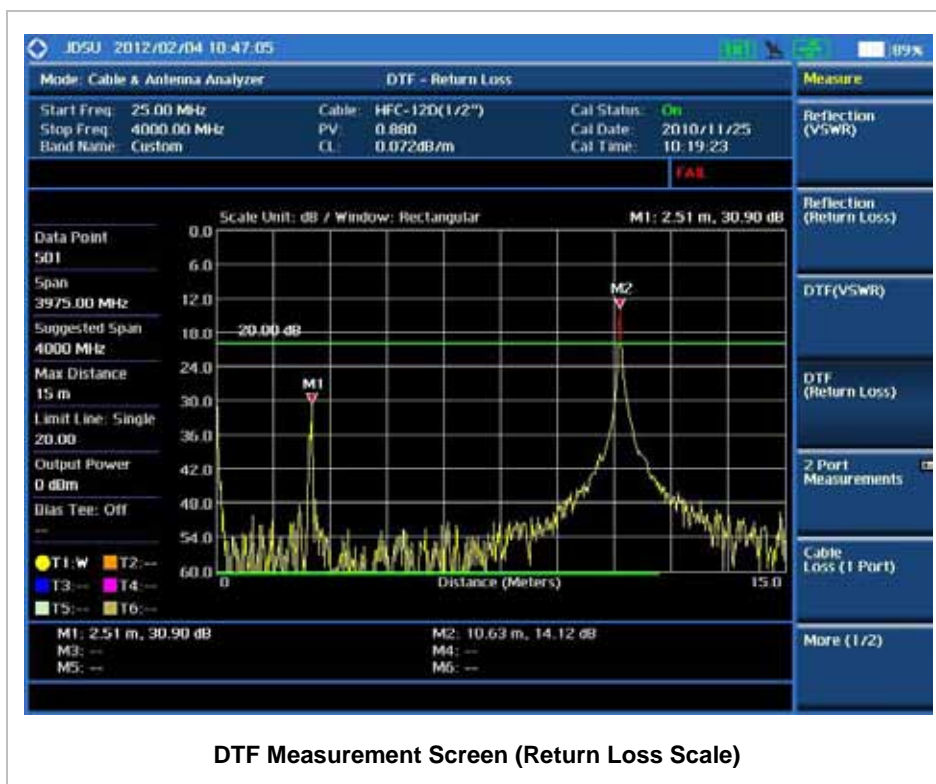 JDSU 2012/02/04 10:47:05
89%
Mode: Cable & Antenna Analyzer DTF - Return Loss
Measure
Start Freq: 25.00 MHz Cable: HFC-12D(1/2") Cal Status: On
Stop Freq: 4000.00 MHz PV: 0.880 Cal Date: 2010/11/25
Band Name: Custom CL: 0.072dB/m Cal Time: 10:19:23
FAIL
Scale Unit: dB / Window: Rectangular M1: 2.51 m, 30.90 dB
Data Point
501
Span
3975.00 MHz
Suggested Span
4000 MHz
Max Distance
15 m
Limit Line: Single
20.00
Output Power
0 dBm
Bias Tee: Off
--
T1:W T2:--
T3:-- T4:--
T5:-- T6:--
0.0
6.0
12.0
18.0
24.0
30.0
36.0
42.0
48.0
54.0
60.0
20.00 dB
M1
M2
0 Distance (Meters) 15.0
M1: 2.51 m, 30.90 dB M2: 10.63 m, 14.12 dB
M3: -- M4: --
M5: -- M6: --
Reflection
(VSWR)
Reflection
(Return Loss)
DTF(VSWR)
DTF
(Return Loss)
2 Port
Measurements
Cable
Loss (1 Port)
More (1/2)
DTF Measurement Screen (Return Loss Scale)